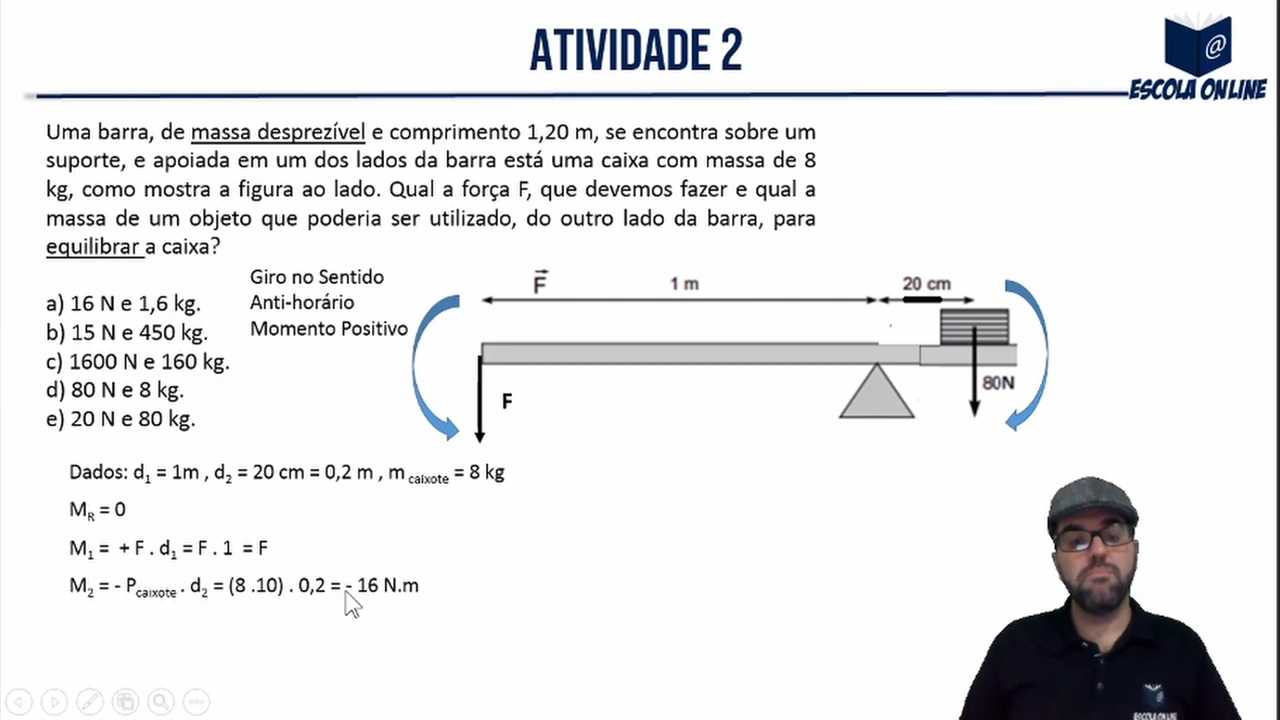 ATIVIDADE 2
@
ESCOLA ONLINE
Uma barra, de massa desprezível e comprimento 1,20 m, se encontra sobre um
suporte, e apoiada em um dos lados da barra está uma caixa com massa de 8
kg, como mostra a figura ao lado. Qual a força F, que devemos fazer e qual a
massa de um objeto que poderia ser utilizado, do outro lado da barra, para
equilibrar a caixa?
a) 16 N e 1,6 kg.
b) 15 N e 450 kg.
c) 1600 N e 160 kg.
d) 80 N e 8 kg.
e) 20 N e 80 kg.
Giro no Sentido
Anti-horário
Momento Positivo
F⃗
1 m
20 cm
80N
F
Dados: d₁ = 1m , d₂ = 20 cm = 0,2 m , m caixote = 8 kg
M_R = 0
M₁ = + F . d₁ = F . 1 = F
M₂ = - P caixote . d₂ = (8 .10) . 0,2 = - 16 N.m
ESCOLA ONLINE